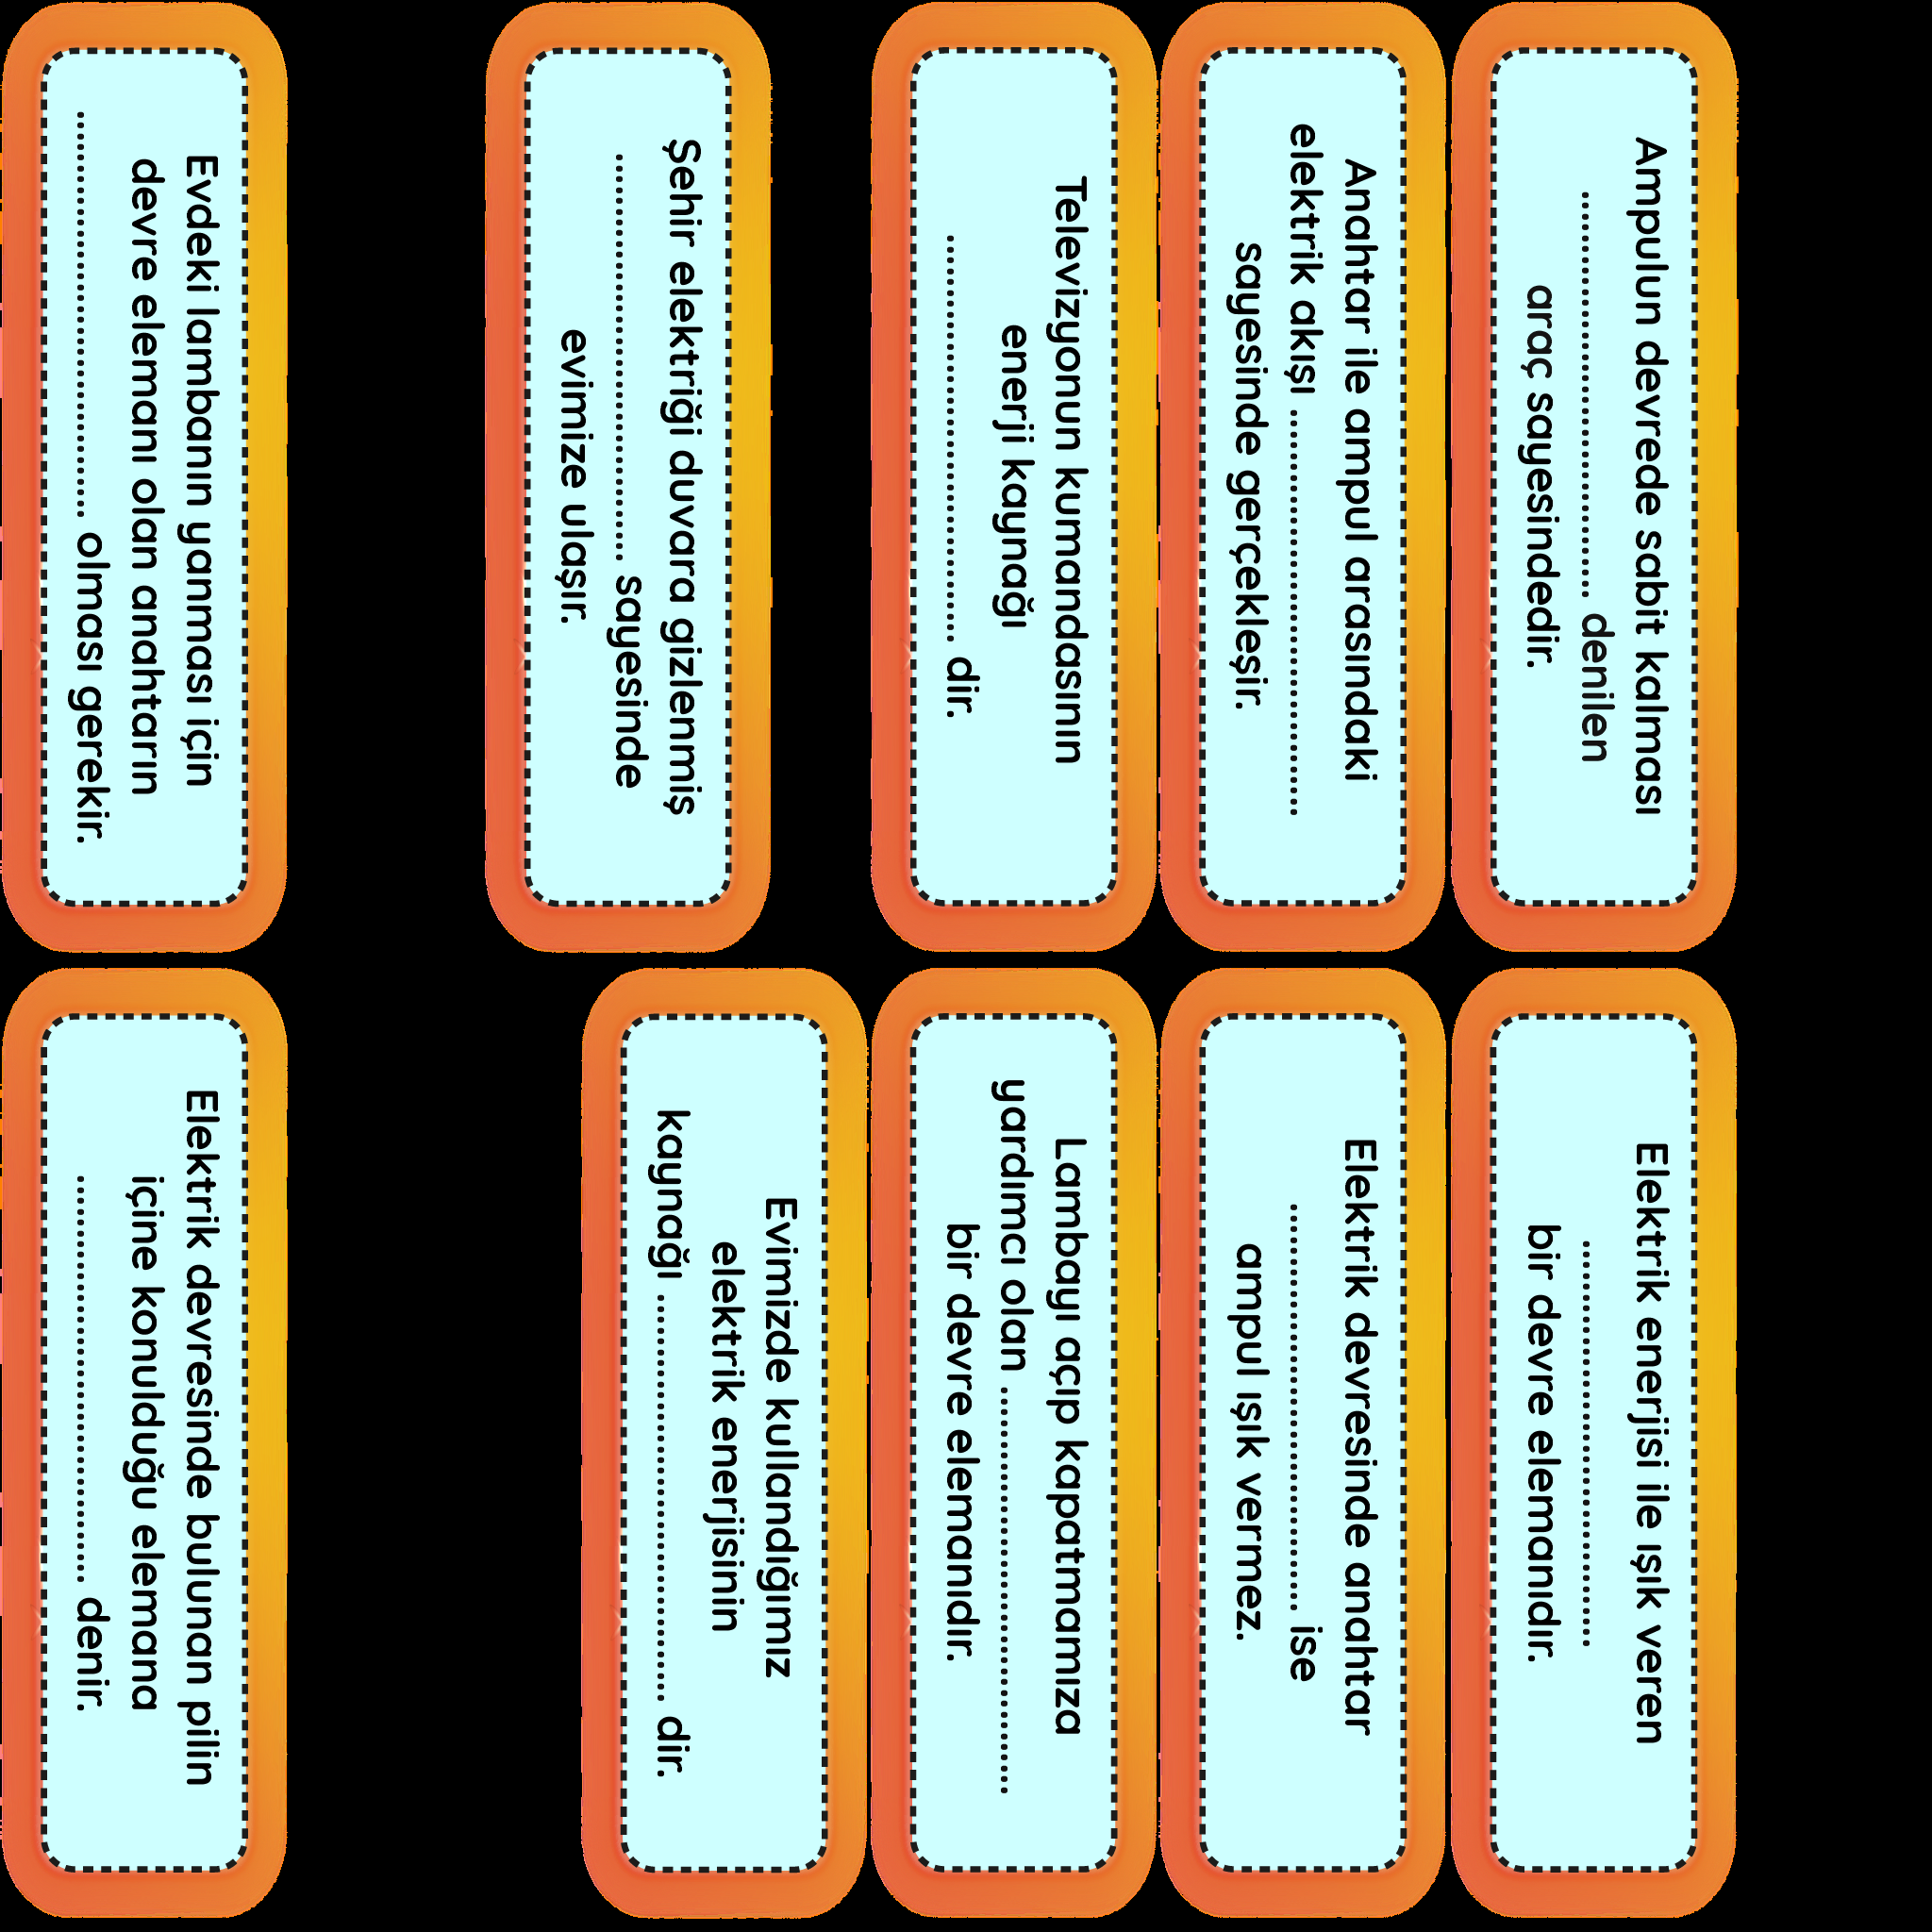 Ampulun devrede sabit kalması
.................................... denilen
araç sayesindedir.
Anahtar ile ampul arasındaki
elektrik akışı ....................................
sayesinde gerçekleşir.
Televizyonun kumandasının
enerji kaynağı
.................................... dir.
Şehir elektriği duvara gizlenmiş
.................................... sayesinde
evimize ulaşır.
Evdeki lambanın yanması için
devre elemanı olan anahtarın
.................................... olması gerekir.
Elektrik enerjisi ile ışık veren
....................................
bir devre elemanıdır.
Elektrik devresinde anahtar
.................................... ise
ampul ışık vermez.
Lambayı açıp kapatmamıza
yardımcı olan ....................................
bir devre elemanıdır.
Evimizde kullandığımız
elektrik enerjisinin
kaynağı .................................... dir.
Elektrik devresinde bulunan pilin
içine konulduğu elemana
.................................... denir.